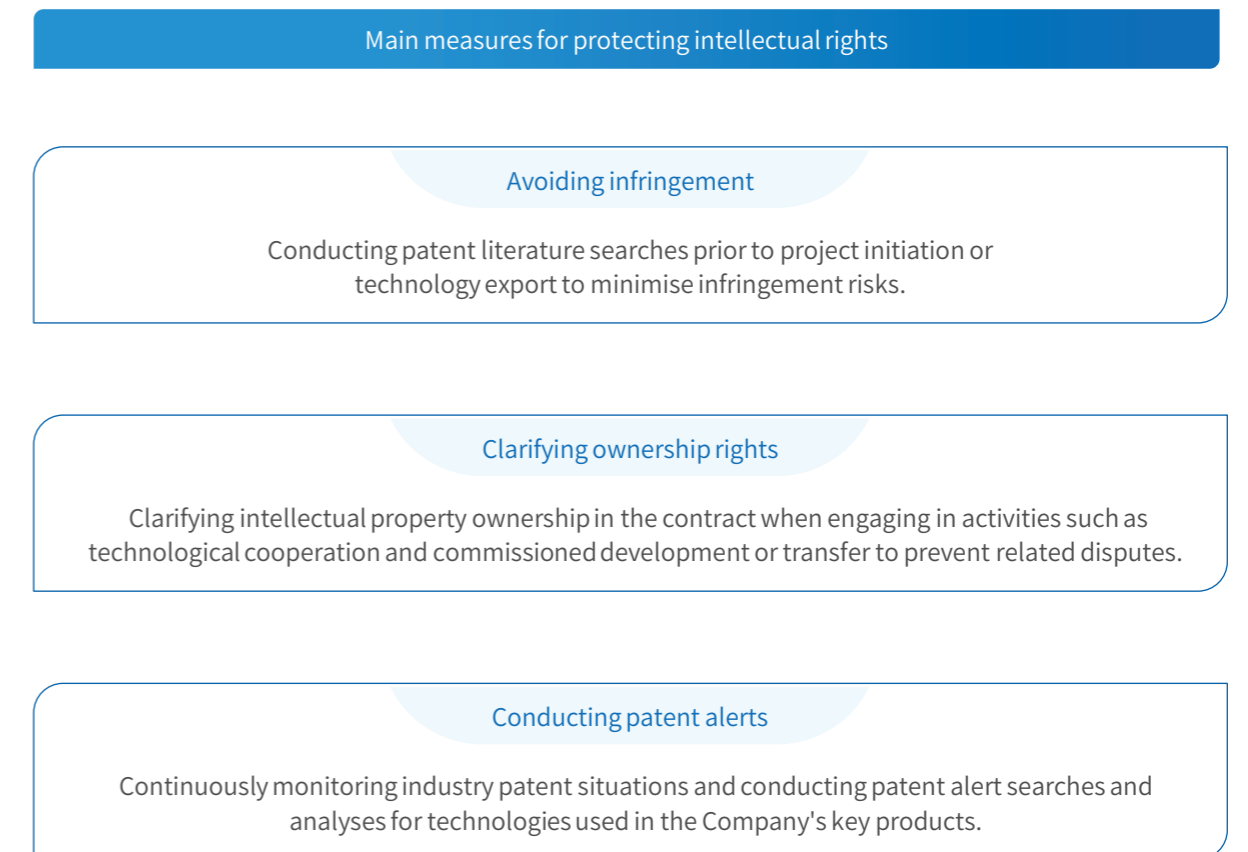 Main measures for protecting intellectual rights
Avoiding infringement
Conducting patent literature searches prior to project initiation or
technology export to minimise infringement risks.
Clarifying ownership rights
Clarifying intellectual property ownership in the contract when engaging in activities such as
technological cooperation and commissioned development or transfer to prevent related disputes.
Conducting patent alerts
Continuously monitoring industry patent situations and conducting patent alert searches and
analyses for technologies used in the Company's key products.